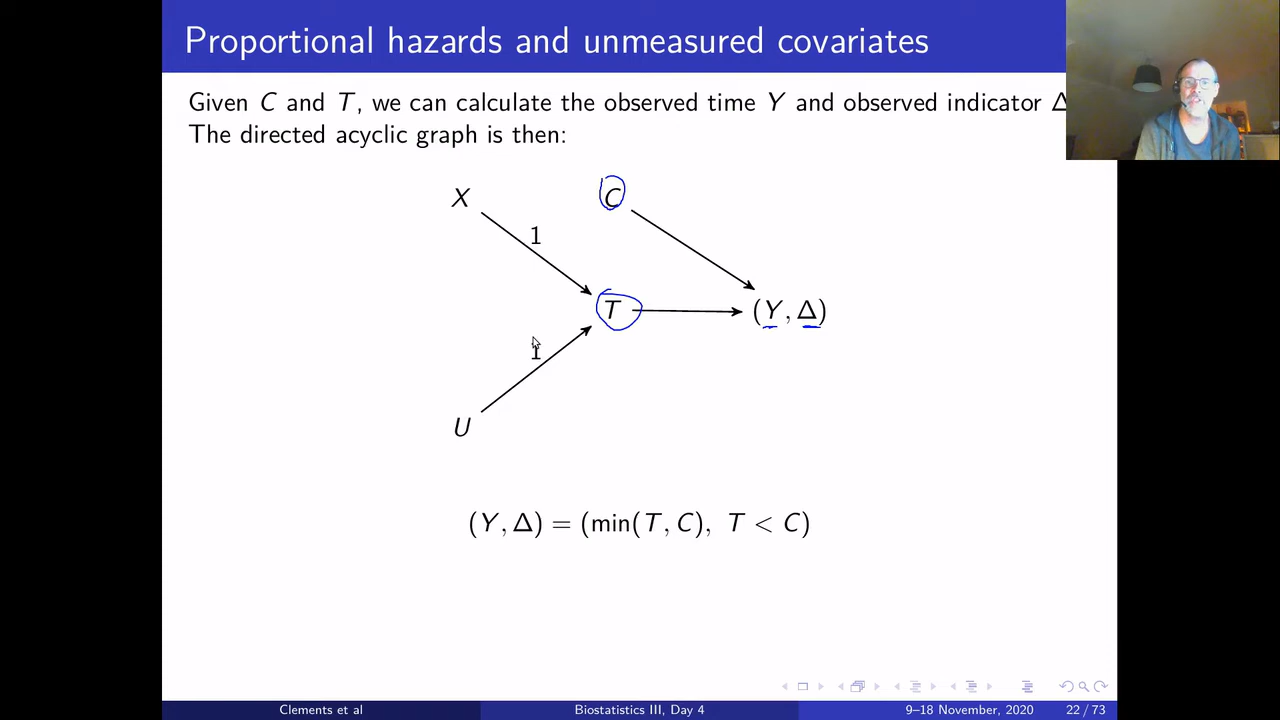 Proportional hazards and unmeasured covariates
Given C and T, we can calculate the observed time Y and observed indicator Δ
The directed acyclic graph is then:
X
C
1
T
(Y, Δ)
1
U
(Y, Δ) = (min(T, C), T < C)
Clements et al
Biostatistics III, Day 4
9–18 November, 2020
22 / 73